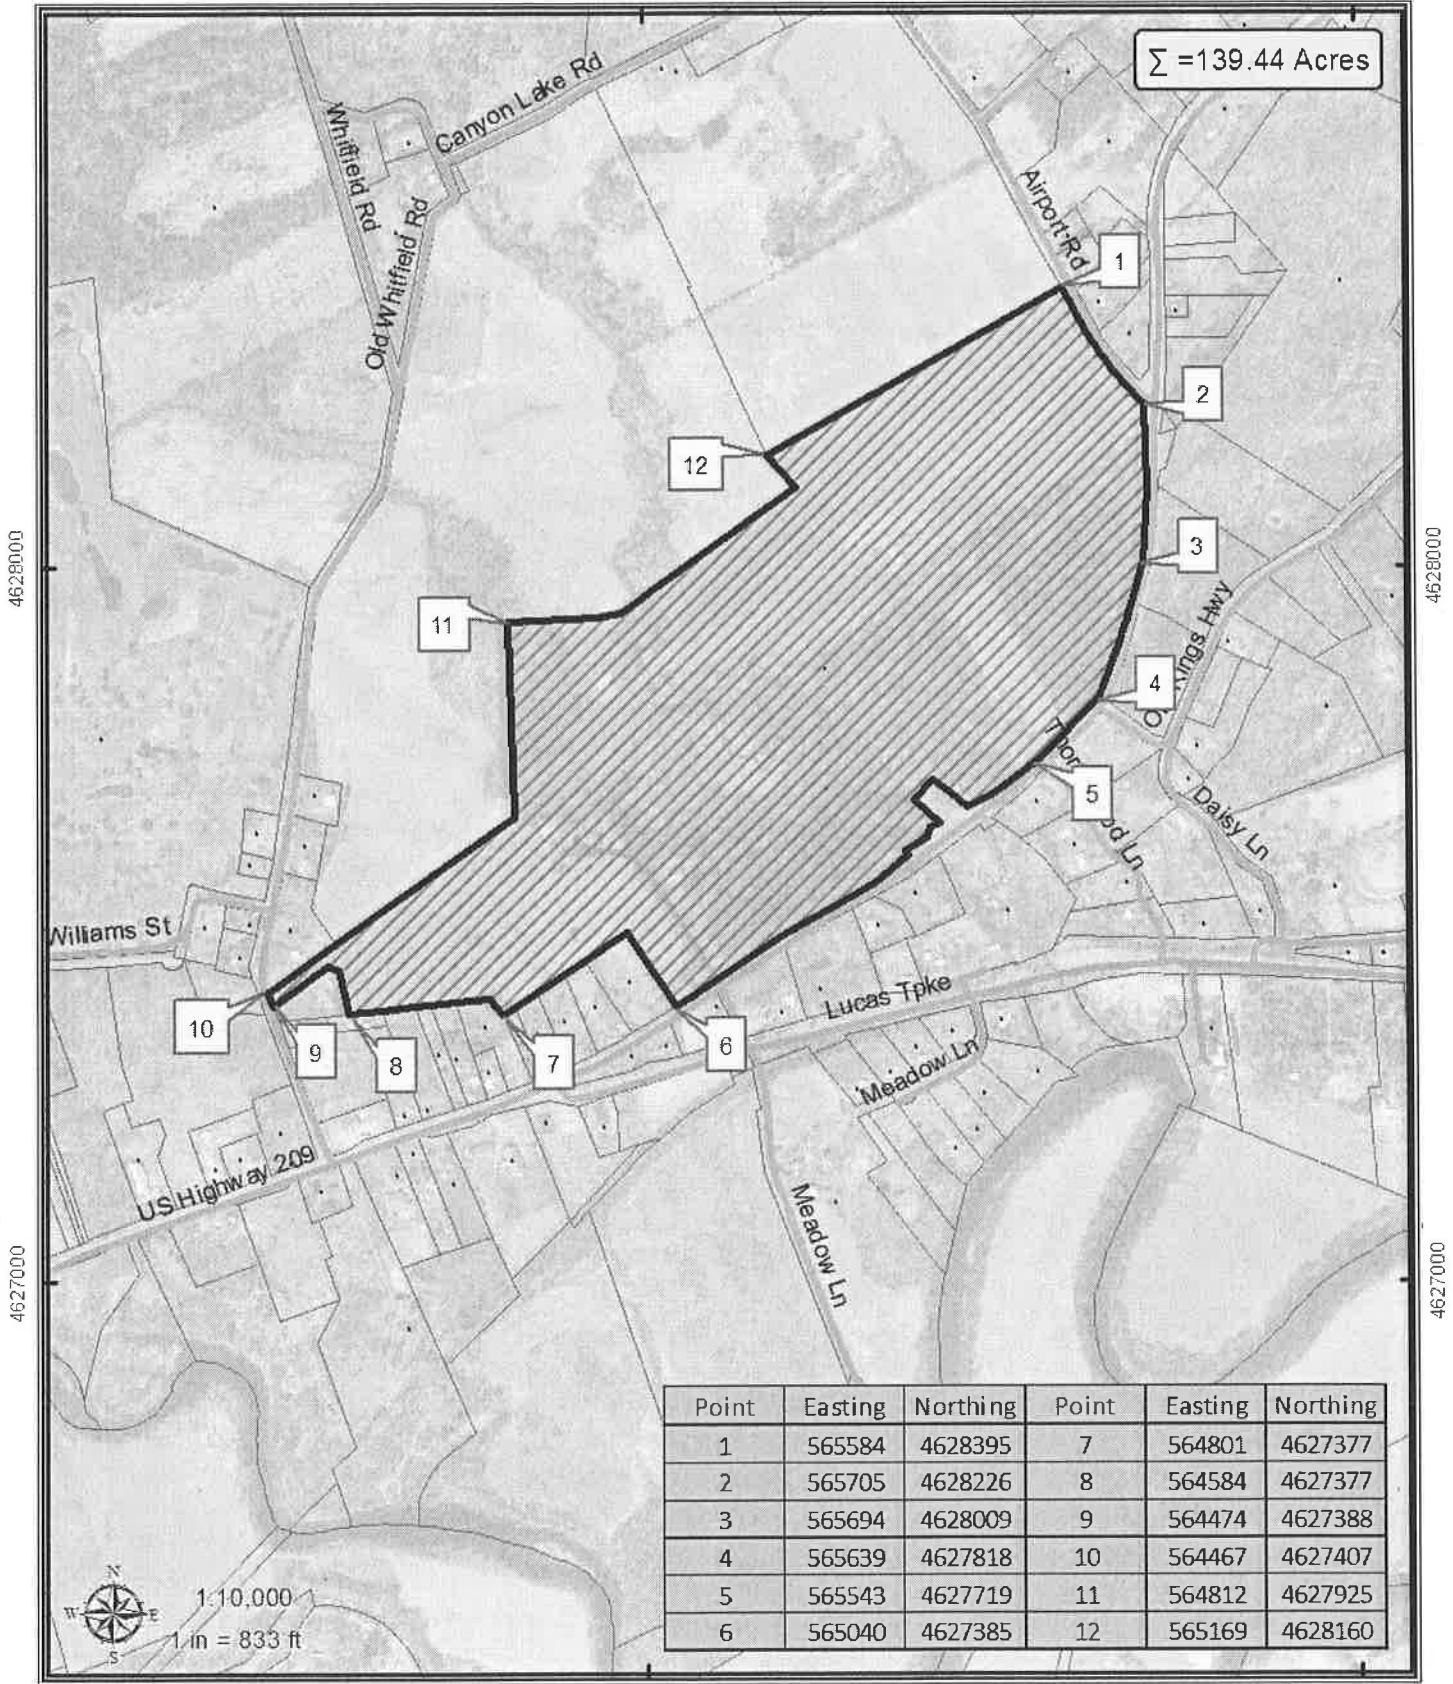 ∑ =139.44 Acres
Canyon Lake Rd
Whitfield Rd
Airport Rd
Old Whitfield Rd
1
2
12
3
4628000
4628000
11
4
Kings Hwy
5
Daisy Ln
Ln
Williams St
Lucas Tpke
10
9
8
7
6
Meadow Ln
US Highway 209
Meadow Ln
4627000
4627000
Point Easting Northing Point Easting Northing
1 565584 4628395 7 564801 4627377
2 565705 4628226 8 564584 4627377
3 565694 4628009 9 564474 4627388
4 565639 4627818 10 564467 4627407
5 565543 4627719 11 564812 4627925
6 565040 4627385 12 565169 4628160
N
W E
S
1:10,000
1 in = 833 ft